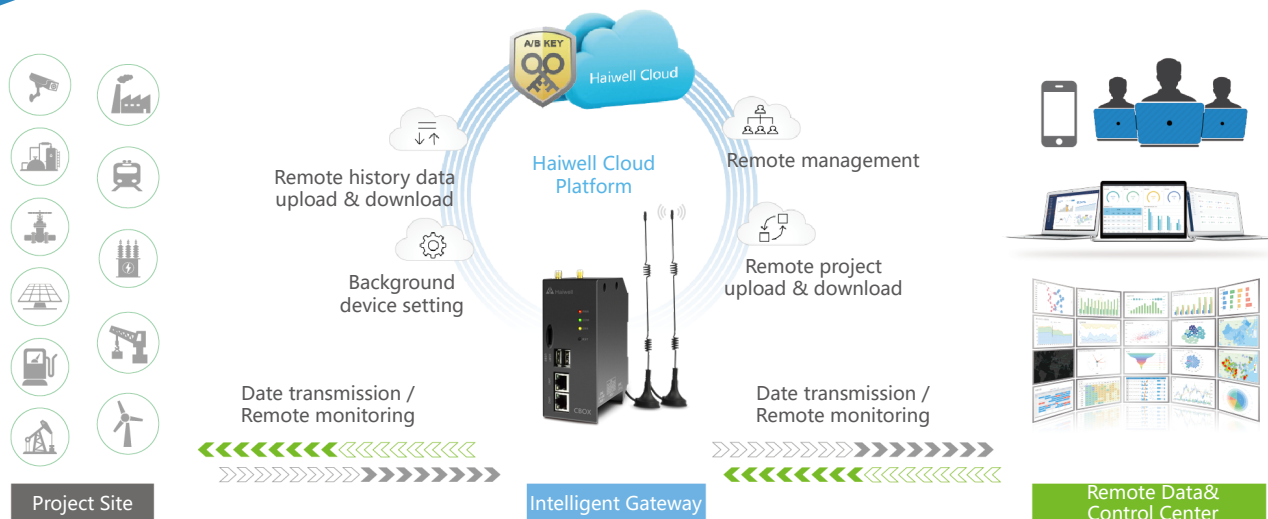 A/B KEY
Haiwell Cloud
Haiwell Cloud
Platform
Remote history data
upload & download
Background
device setting
Remote management
Remote project
upload & download
Haiwell
CBOX
Date transmission /
Remote monitoring
Date transmission /
Remote monitoring
Project Site
Intelligent Gateway
Remote Data&
Control Center